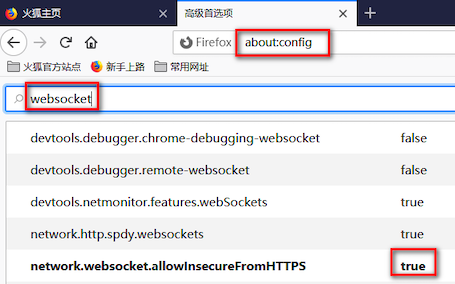 火狐主页
高级首选项
Firefox about:config
火狐官方站点 新手上路 常用网址
websocket
devtools.debugger.chrome-debugging-websocket false
devtools.debugger.remote-websocket false
devtools.netmonitor.features.webSockets true
network.http.spdy.websockets true
network.websocket.allowInsecureFromHTTPS true